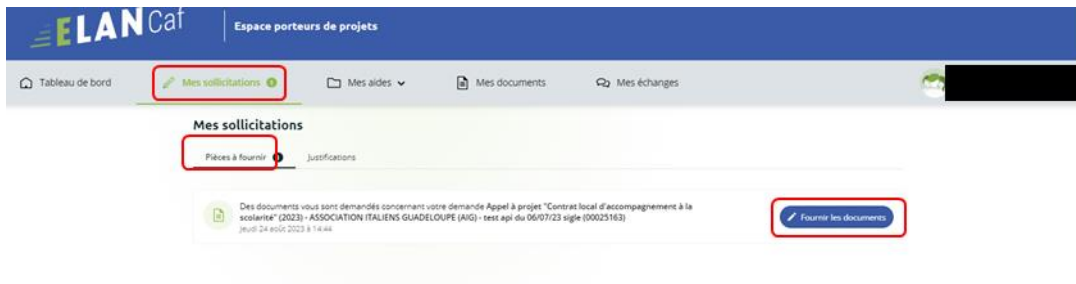 ELAN Caf
Espace porteurs de projets
Tableau de bord
Mes sollicitations 1
Mes aides
Mes documents
Mes échanges
Mes sollicitations
Pièces à fournir 1
Justifications
Des documents vous sont demandés concernant votre demande Appel à projet "Contrat local d'accompagnement à la
scolarité" (2023) - ASSOCIATION ITALIENS GUADELOUPE (AIG) - test api du 06/07/23 sigle (00025163)
jeudi 24 août 2023 à 14:44
Fournir les documents